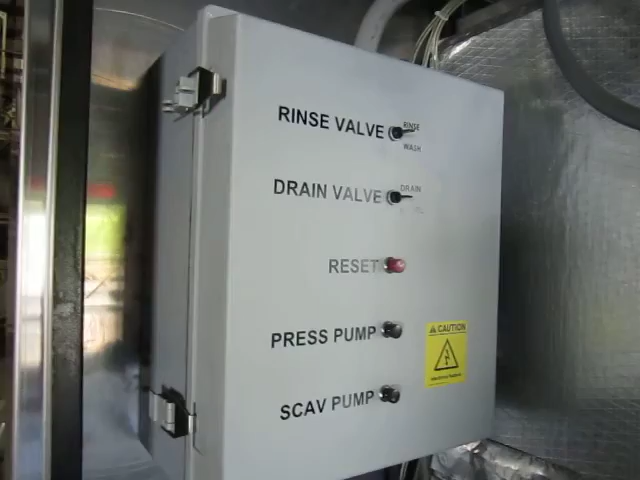 RINSE VALVE
RINSE
WASH
DRAIN VALVE
DRAIN
RESET
PRESS PUMP
CAUTION
SCAV PUMP